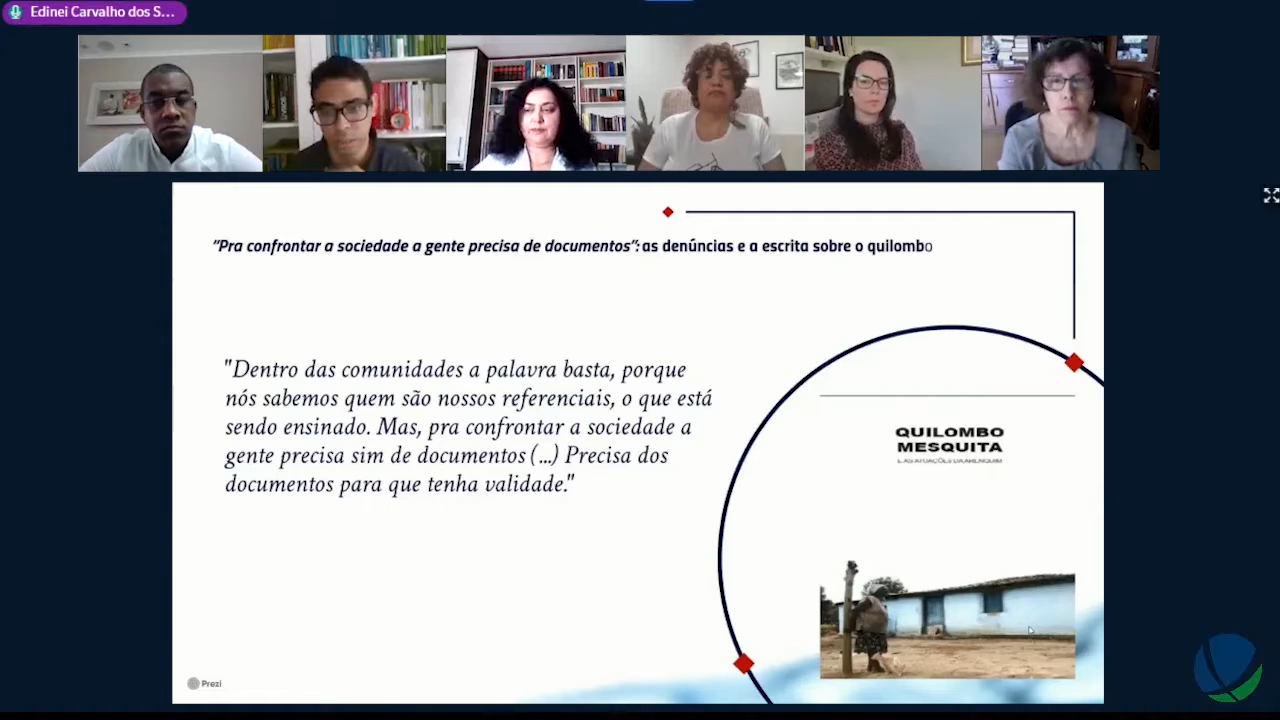 Edinei Carvalho dos S...
"Pra confrontar a sociedade a gente precisa de documentos": as denúncias e a escrita sobre o quilombo
"Dentro das comunidades a palavra basta, porque
nós sabemos quem são nossos referenciais, o que está
sendo ensinado. Mas, pra confrontar a sociedade a
gente precisa sim de documentos (...) Precisa dos
documentos para que tenha validade."
QUILOMBO
MESQUITA
Prezi